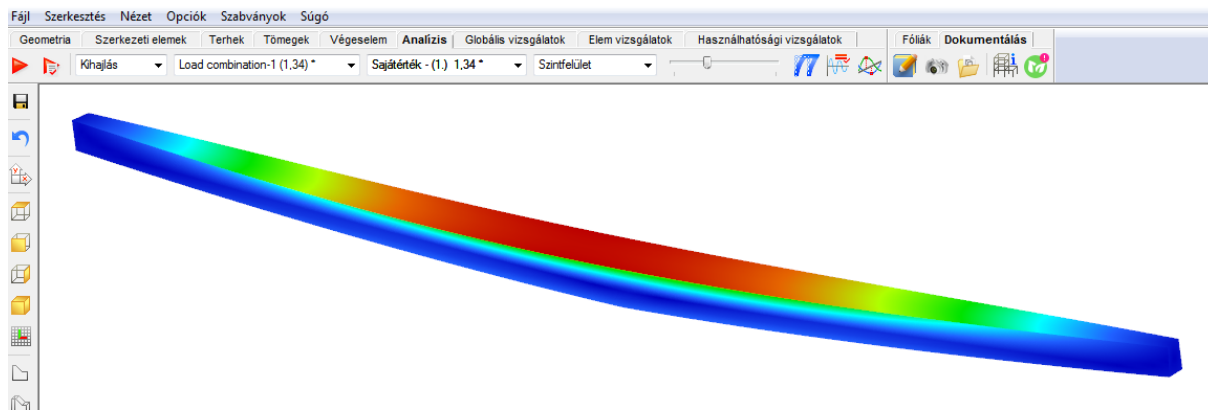 Fájl Szerkesztés Nézet Opciók Szabványok Súgó
Geometria Szerkezeti elemek Terhek Tömegek Végeselem Analízis Globális vizsgálatok Elem vizsgálatok Használhatósági vizsgálatok Fóliák Dokumentálás
Kihajlás Load combination-1 (1,34) * Sajátérték - (1.) 1,34 * Szintfelület